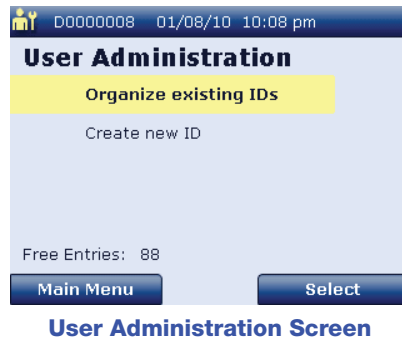 D0000008 01/08/10 10:08 pm
User Administration
Organize existing IDs
Create new ID
Free Entries: 88
Main Menu Select
User Administration Screen